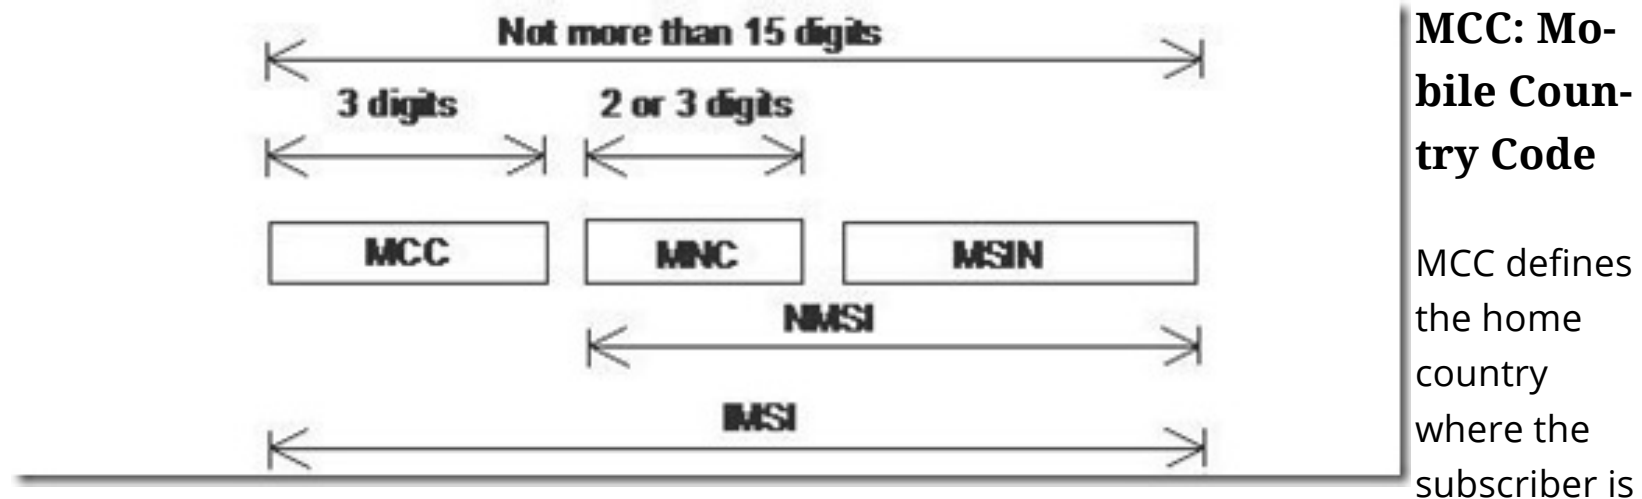 Not more than 15 digits
3 digits
2 or 3 digits
MCC
MNC
MSIN
NMSI
IMSI
MCC: Mo-
bile Coun-
try Code
MCC defines
the home
country
where the
subscriber is